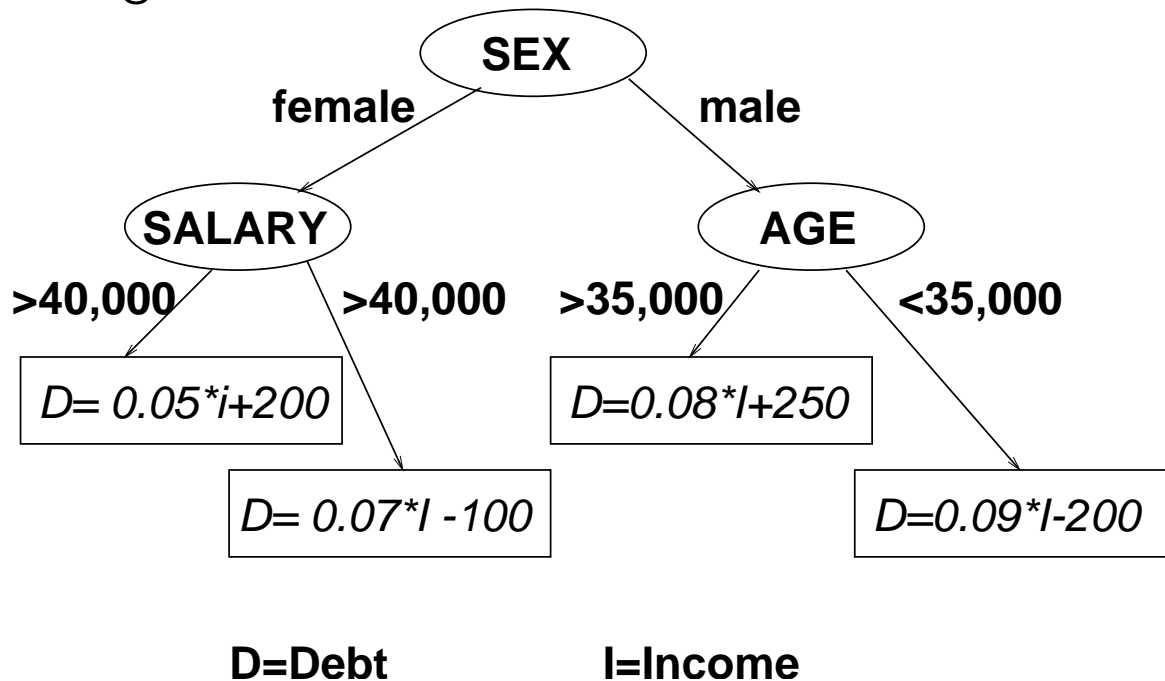 SEX
female male
SALARY AGE
>40,000 >40,000 >35,000 <35,000
D= 0.05*i+200 D=0.08*I+250
D= 0.07*I -100 D=0.09*I-200
D=Debt I=Income